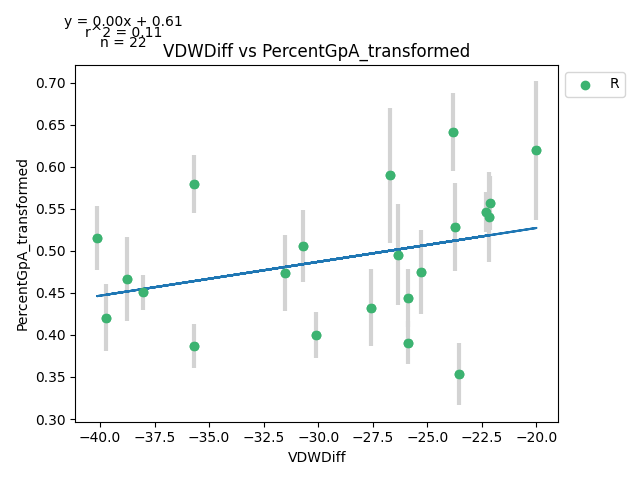 y = 0.00x + 0.61
r^2 = 0.11
n = 22
VDWDiff vs PercentGpA_transformed
R
PercentGpA_transformed
0.70
0.65
0.60
0.55
0.50
0.45
0.40
0.35
0.30
−40.0 −37.5 −35.0 −32.5 −30.0 −27.5 −25.0 −22.5 −20.0
VDWDiff